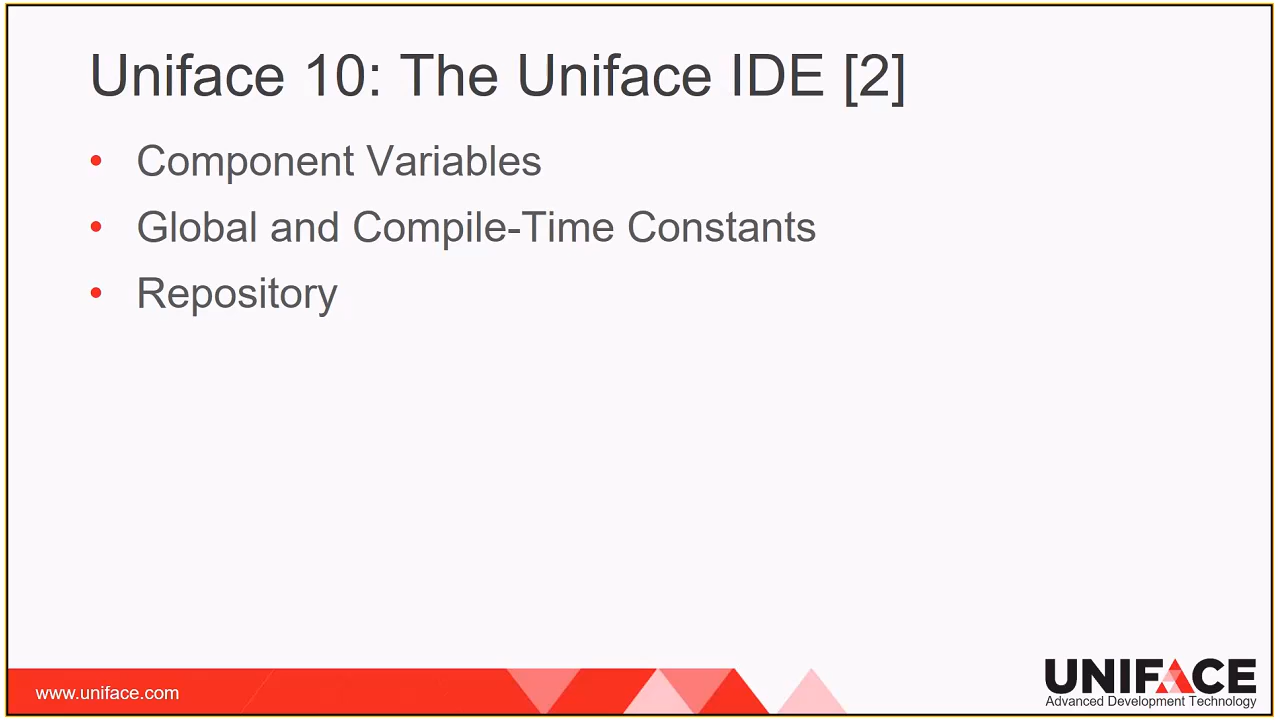 Uniface 10: The Uniface IDE [2]
• Component Variables
• Global and Compile-Time Constants
• Repository
www.uniface.com
UNIFACE
Advanced Development Technology